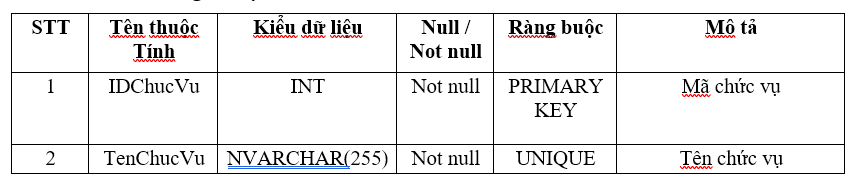 STT Tên thuộc Tính Kiểu dữ liệu Null / Not null Ràng buộc Mô tả
1 IDChucVu INT Not null PRIMARY KEY Mã chức vụ
2 TenChucVu NVARCHAR(255) Not null UNIQUE Tên chức vụ